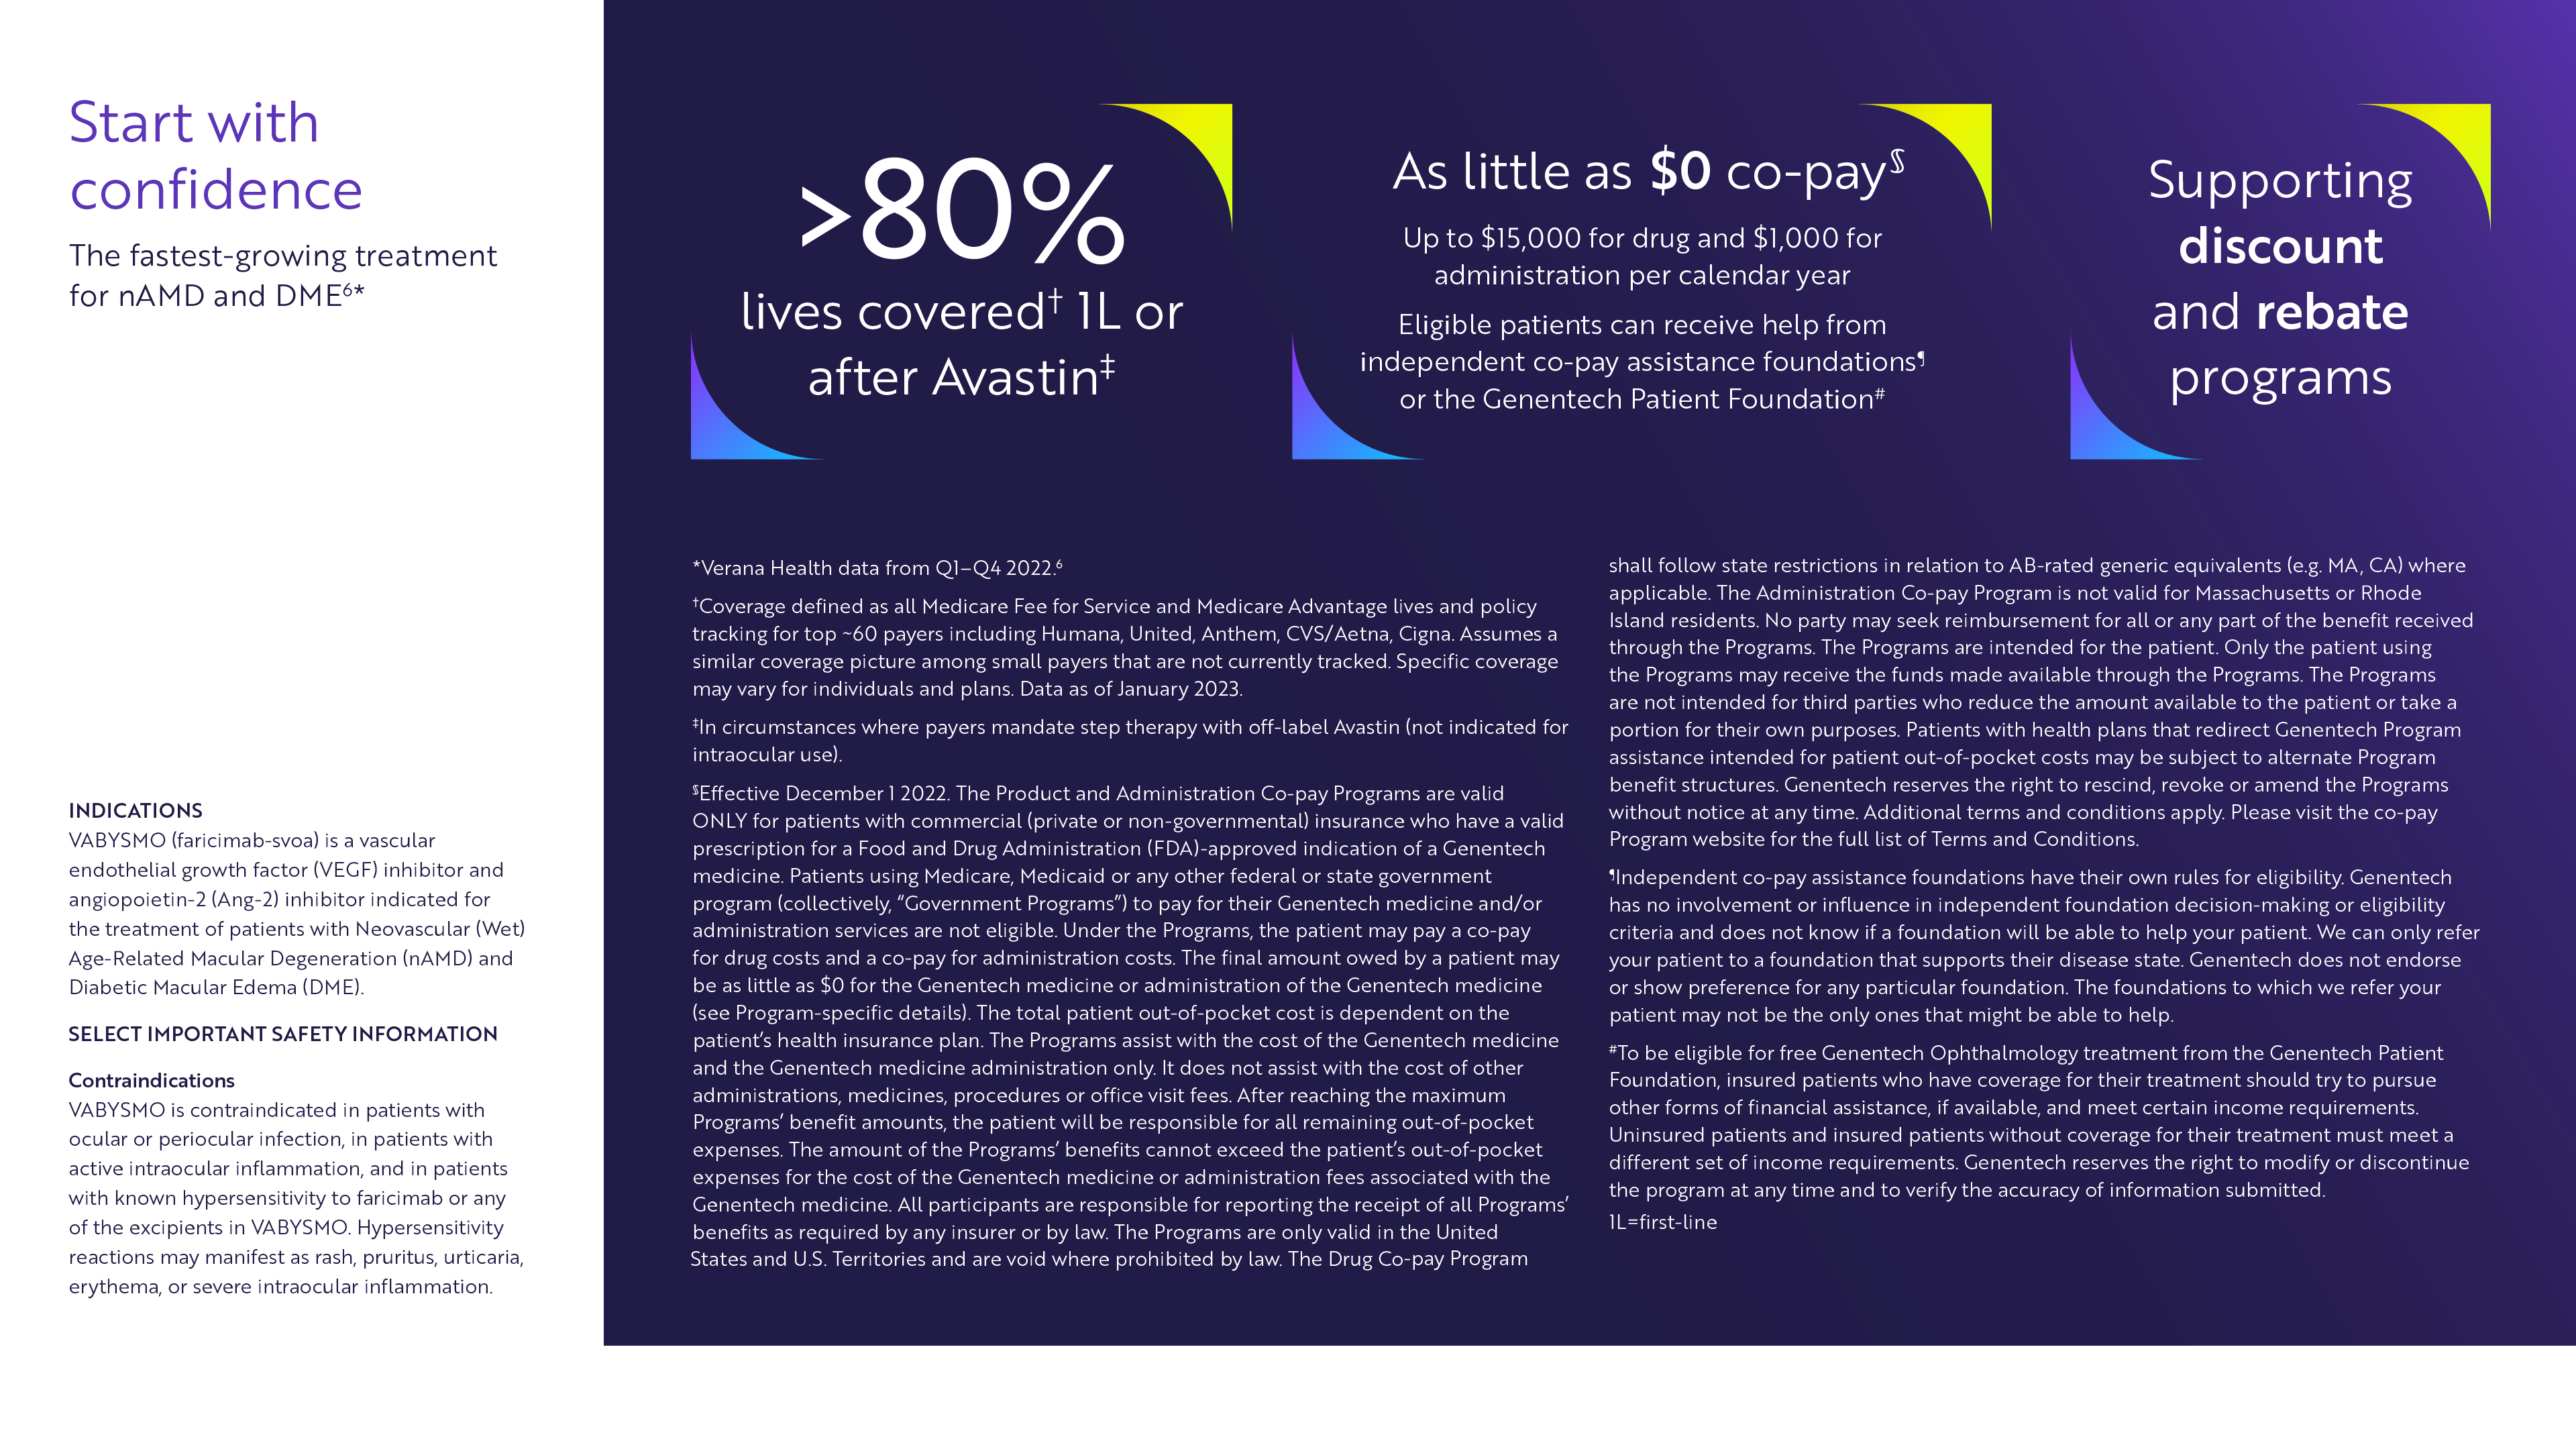 Start with
confidence
The fastest-growing treatment
for nAMD and DME⁶*
INDICATIONS
VABYSMO (faricimab-svoa) is a vascular
endothelial growth factor (VEGF) inhibitor and
angiopoietin-2 (Ang-2) inhibitor indicated for
the treatment of patients with Neovascular (Wet)
Age-Related Macular Degeneration (nAMD) and
Diabetic Macular Edema (DME).
SELECT IMPORTANT SAFETY INFORMATION
Contraindications
VABYSMO is contraindicated in patients with
ocular or periocular infection, in patients with
active intraocular inflammation, and in patients
with known hypersensitivity to faricimab or any
of the excipients in VABYSMO. Hypersensitivity
reactions may manifest as rash, pruritus, urticaria,
erythema, or severe intraocular inflammation.
>80%
lives covered† 1L or
after Avastin‡
As little as $0 co-pay§
Up to $15,000 for drug and $1,000 for
administration per calendar year
Eligible patients can receive help from
independent co-pay assistance foundations¶
or the Genentech Patient Foundation#
Supporting
discount
and rebate
programs
*Verana Health data from Q1–Q4 2022.⁶
†Coverage defined as all Medicare Fee for Service and Medicare Advantage lives and policy
tracking for top ~60 payers including Humana, United, Anthem, CVS/Aetna, Cigna. Assumes a
similar coverage picture among small payers that are not currently tracked. Specific coverage
may vary for individuals and plans. Data as of January 2023.
‡In circumstances where payers mandate step therapy with off-label Avastin (not indicated for
intraocular use).
§Effective December 1 2022. The Product and Administration Co-pay Programs are valid
ONLY for patients with commercial (private or non-governmental) insurance who have a valid
prescription for a Food and Drug Administration (FDA)-approved indication of a Genentech
medicine. Patients using Medicare, Medicaid or any other federal or state government
program (collectively, “Government Programs”) to pay for their Genentech medicine and/or
administration services are not eligible. Under the Programs, the patient may pay a co-pay
for drug costs and a co-pay for administration costs. The final amount owed by a patient may
be as little as $0 for the Genentech medicine or administration of the Genentech medicine
(see Program-specific details). The total patient out-of-pocket cost is dependent on the
patient’s health insurance plan. The Programs assist with the cost of the Genentech medicine
and the Genentech medicine administration only. It does not assist with the cost of other
administrations, medicines, procedures or office visit fees. After reaching the maximum
Programs’ benefit amounts, the patient will be responsible for all remaining out-of-pocket
expenses. The amount of the Programs’ benefits cannot exceed the patient’s out-of-pocket
expenses for the cost of the Genentech medicine or administration fees associated with the
Genentech medicine. All participants are responsible for reporting the receipt of all Programs’
benefits as required by any insurer or by law. The Programs are only valid in the United
States and U.S. Territories and are void where prohibited by law. The Drug Co-pay Program
shall follow state restrictions in relation to AB-rated generic equivalents (e.g. MA, CA) where
applicable. The Administration Co-pay Program is not valid for Massachusetts or Rhode
Island residents. No party may seek reimbursement for all or any part of the benefit received
through the Programs. The Programs are intended for the patient. Only the patient using
the Programs may receive the funds made available through the Programs. The Programs
are not intended for third parties who reduce the amount available to the patient or take a
portion for their own purposes. Patients with health plans that redirect Genentech Program
assistance intended for patient out-of-pocket costs may be subject to alternate Program
benefit structures. Genentech reserves the right to rescind, revoke or amend the Programs
without notice at any time. Additional terms and conditions apply. Please visit the co-pay
Program website for the full list of Terms and Conditions.
¶Independent co-pay assistance foundations have their own rules for eligibility. Genentech
has no involvement or influence in independent foundation decision-making or eligibility
criteria and does not know if a foundation will be able to help your patient. We can only refer
your patient to a foundation that supports their disease state. Genentech does not endorse
or show preference for any particular foundation. The foundations to which we refer your
patient may not be the only ones that might be able to help.
#To be eligible for free Genentech Ophthalmology treatment from the Genentech Patient
Foundation, insured patients who have coverage for their treatment should try to pursue
other forms of financial assistance, if available, and meet certain income requirements.
Uninsured patients and insured patients without coverage for their treatment must meet a
different set of income requirements. Genentech reserves the right to modify or discontinue
the program at any time and to verify the accuracy of information submitted.
1L=first-line